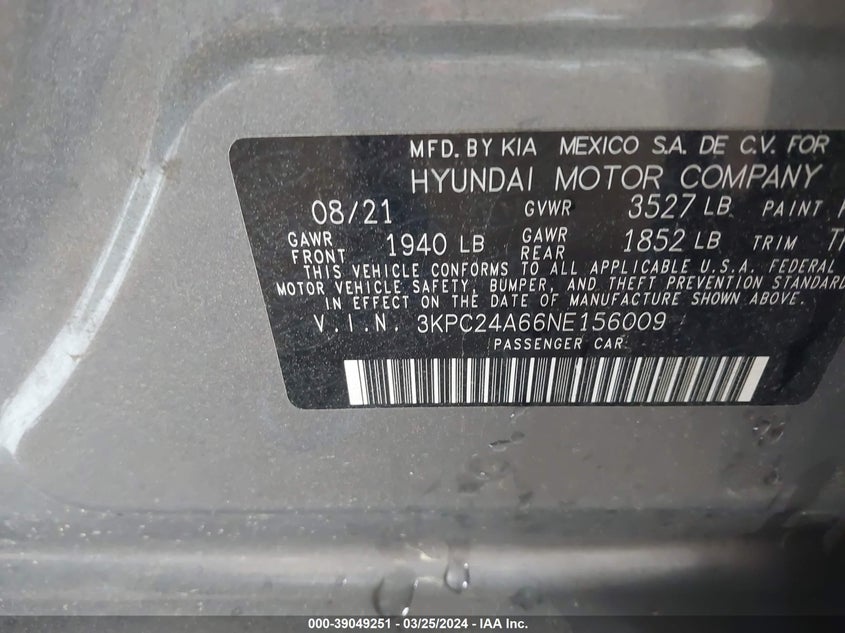 MFD. BY KIA MEXICO S.A. DE C.V. FOR
HYUNDAI MOTOR COMPANY
08/21 GVWR 3527 LB PAINT
GAWR FRONT 1940 LB GAWR REAR 1852 LB TRIM
THIS VEHICLE CONFORMS TO ALL APPLICABLE U.S.A. FEDERAL
MOTOR VEHICLE SAFETY, BUMPER, AND THEFT PREVENTION STANDARD
IN EFFECT ON THE DATE OF MANUFACTURE SHOWN ABOVE.
V.I.N. 3KPC24A66NE156009
PASSENGER CAR
000-39049251 - 03/25/2024 - IAA Inc.